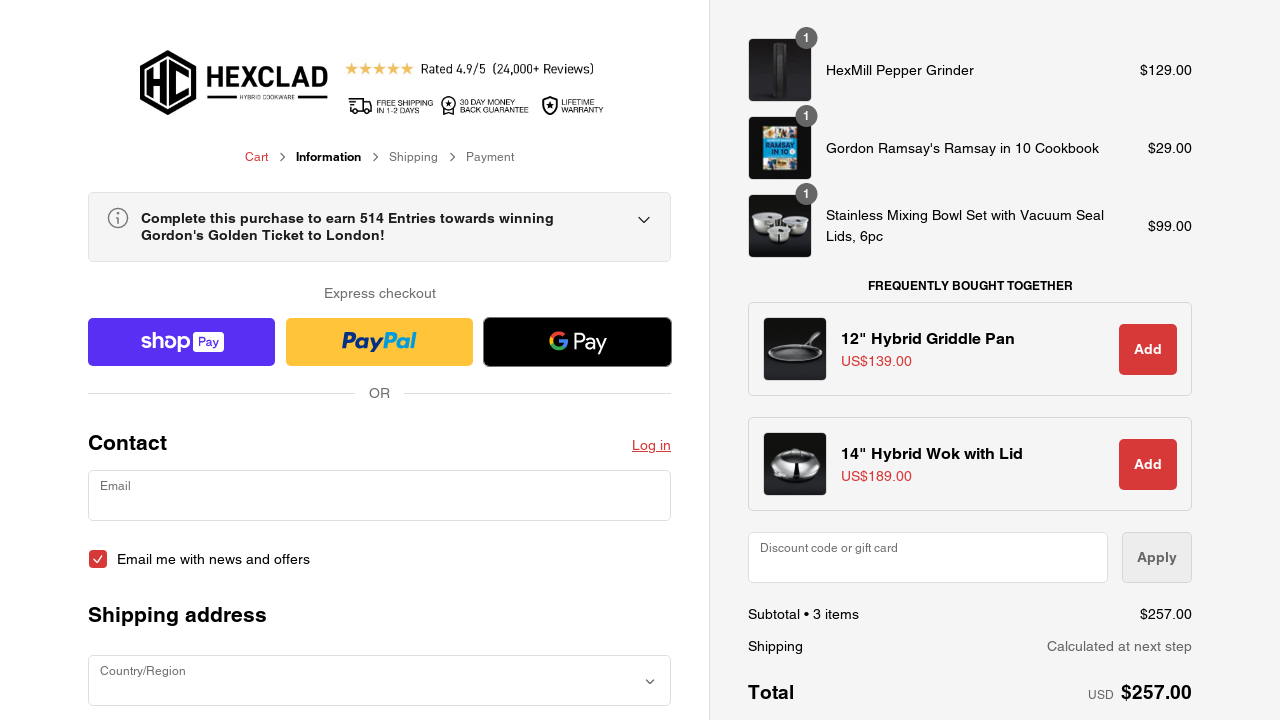 HEXCLAD
HYBRID COOKWARE
Rated 4.9/5 (24,000+ Reviews)
FREE SHIPPING
IN 1-2 DAYS
30 DAY MONEY
BACK GUARANTEE
LIFETIME
WARRANTY
Cart
Information
Shipping
Payment
Complete this purchase to earn 514 Entries towards winning
Gordon's Golden Ticket to London!
Express checkout
shop Pay
PayPal
G Pay
OR
Contact
Log in
Email
Email me with news and offers
Shipping address
Country/Region
1
HexMill Pepper Grinder
$129.00
1
RAMSAY
IN 10
Gordon Ramsay's Ramsay in 10 Cookbook
$29.00
1
Stainless Mixing Bowl Set with Vacuum Seal
Lids, 6pc
$99.00
FREQUENTLY BOUGHT TOGETHER
12" Hybrid Griddle Pan
US$139.00
Add
14" Hybrid Wok with Lid
US$189.00
Add
Discount code or gift card
Apply
Subtotal • 3 items
$257.00
Shipping
Calculated at next step
Total
USD $257.00